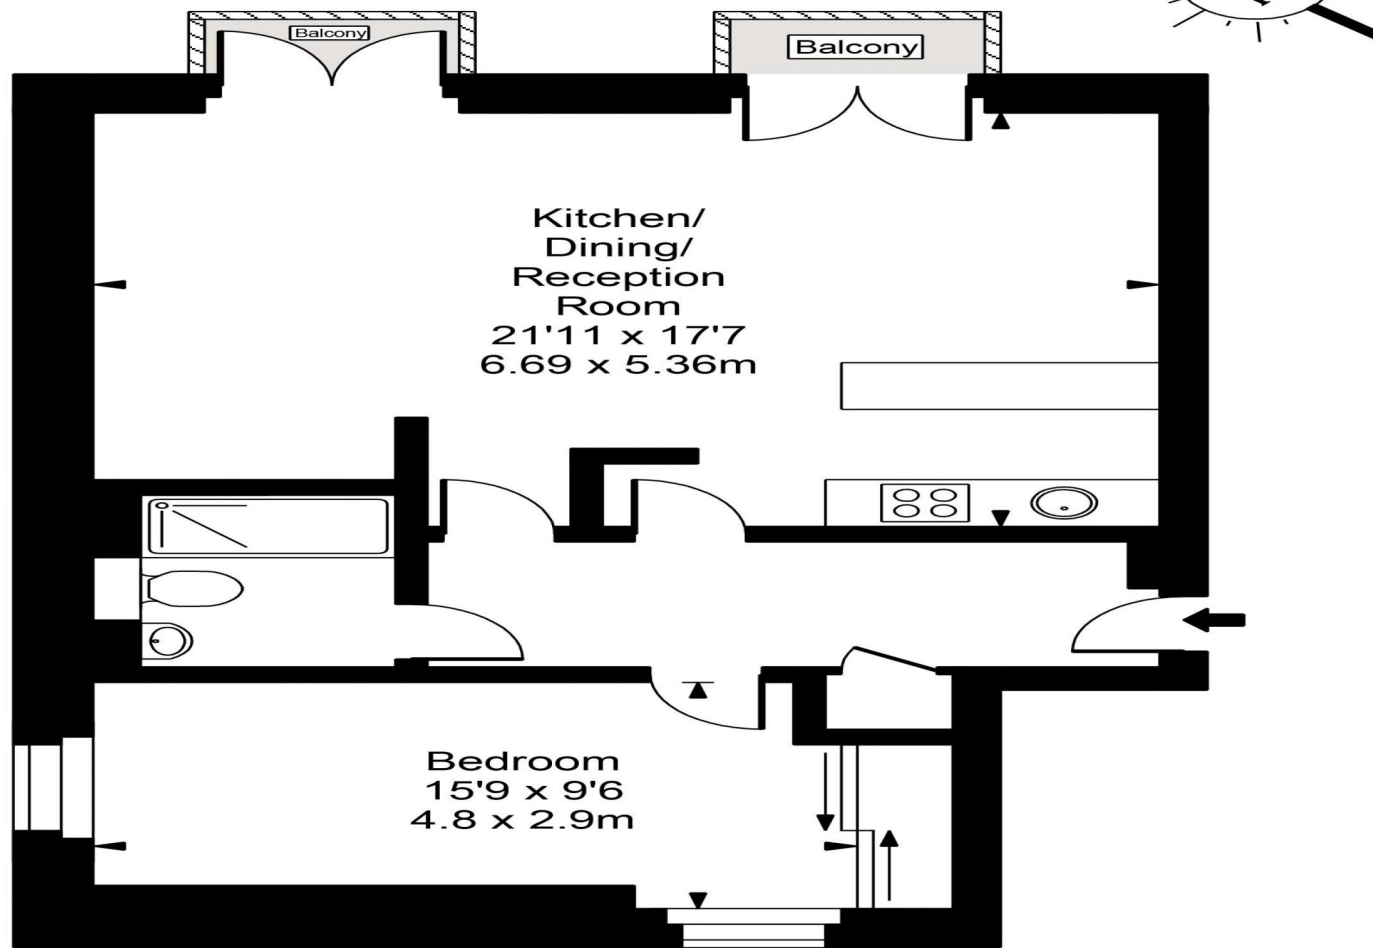 Balcony
Balcony
Kitchen/
Dining/
Reception
Room
21'11 x 17'7
6.69 x 5.36m
Bedroom
15'9 x 9'6
4.8 x 2.9m